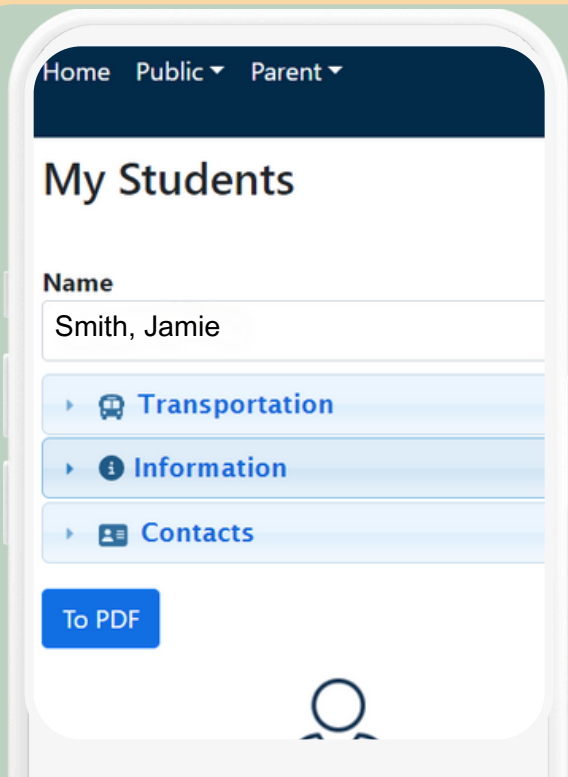 Home Public Parent
My Students
Name
Smith, Jamie
Transportation
Information
Contacts
To PDF